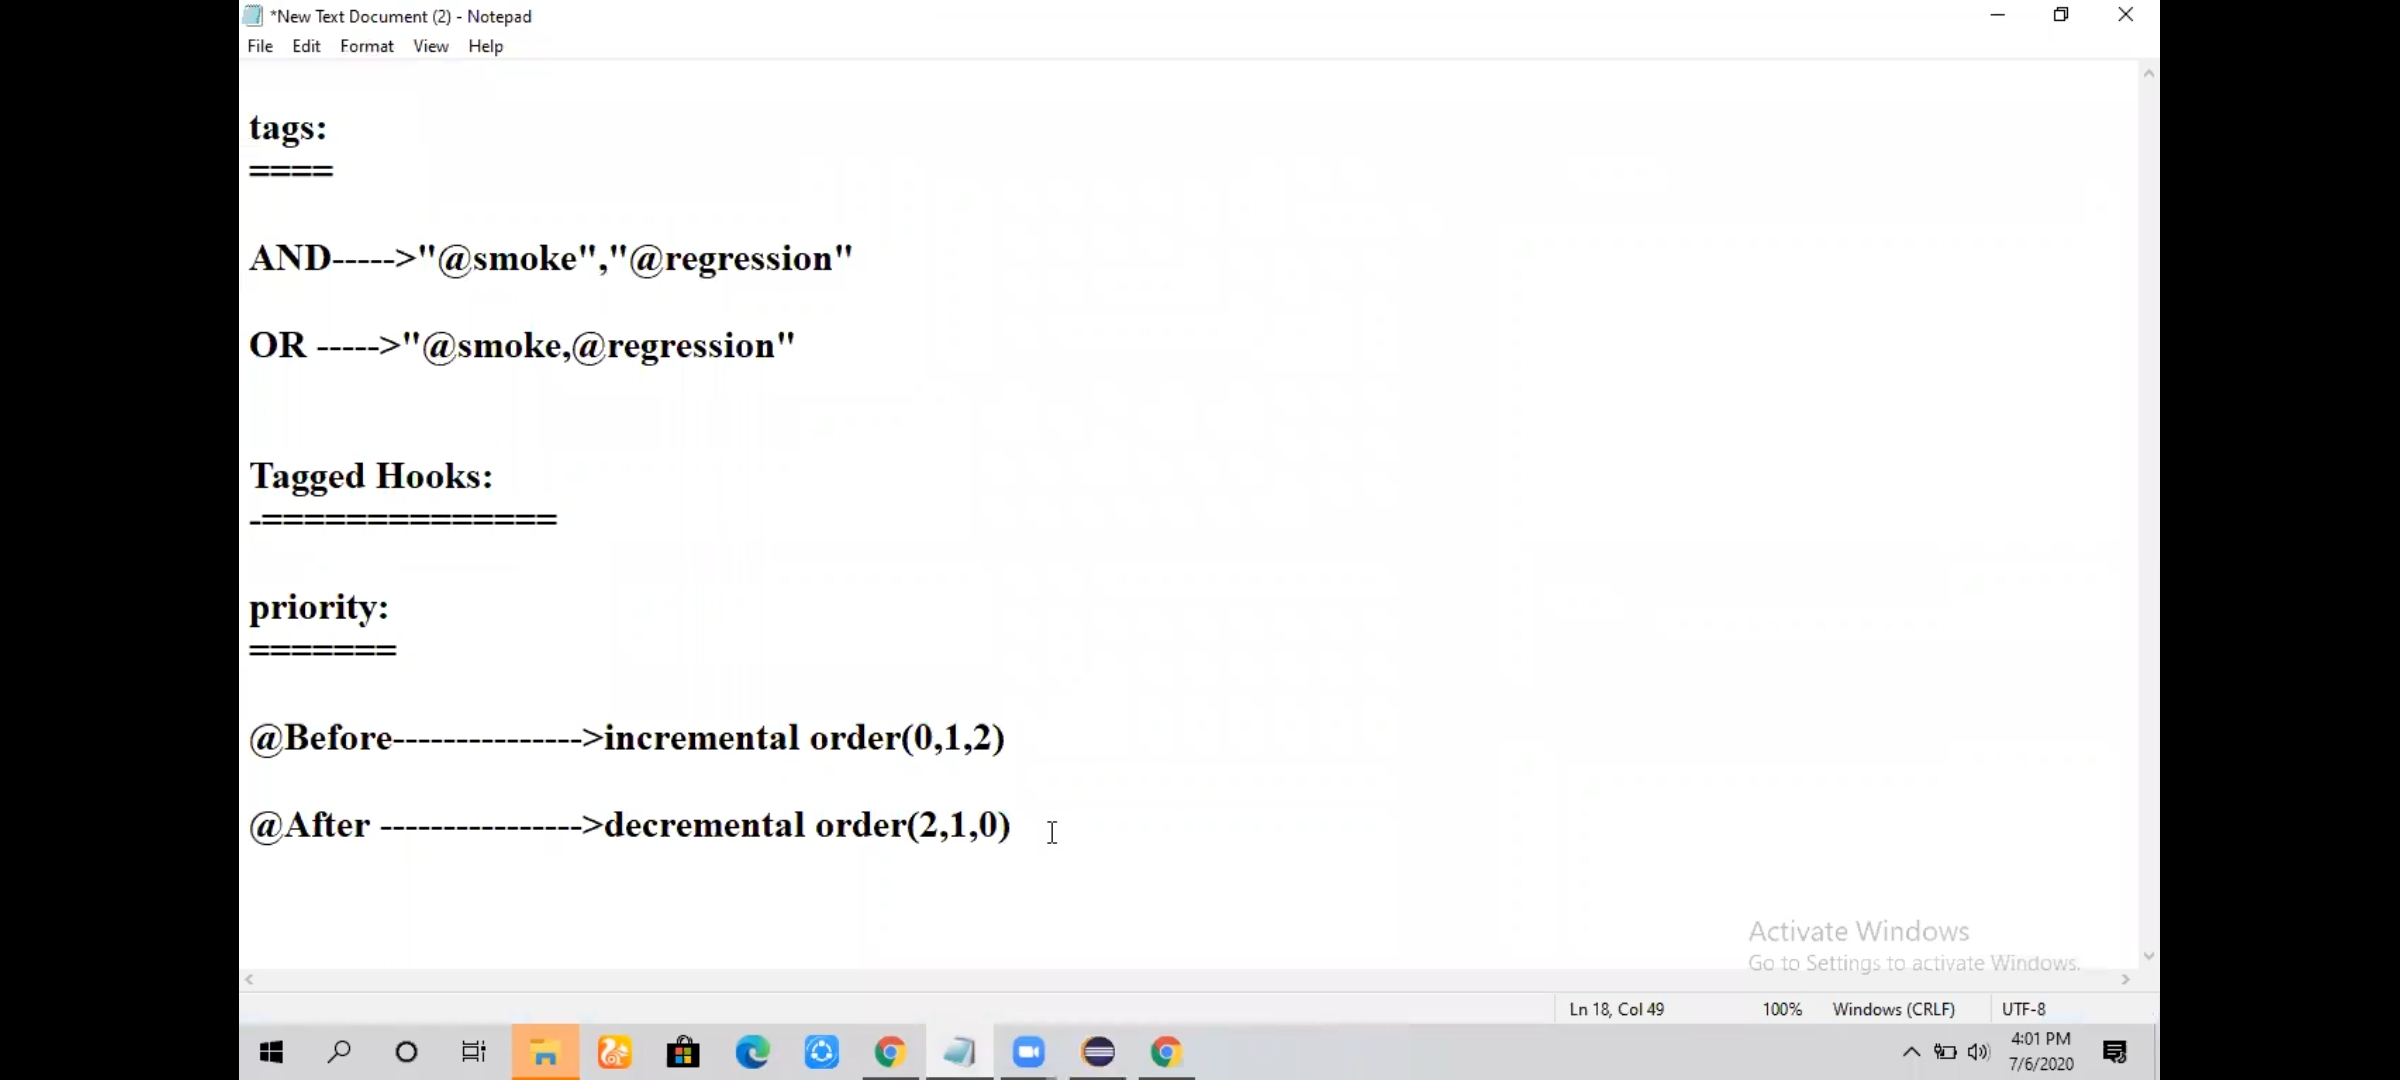 *New Text Document (2) - Notepad
File Edit Format View Help
tags:
====
AND----->"@smoke","@regression"
OR ----->"@smoke,@regression"
Tagged Hooks:
-==============
priority:
=======
@Before--------------->incremental order(0,1,2)
@After ---------------->decremental order(2,1,0)
Activate Windows
Go to Settings to activate Windows.
Ln 18, Col 49 100% Windows (CRLF) UTF-8
4:01 PM
7/6/2020